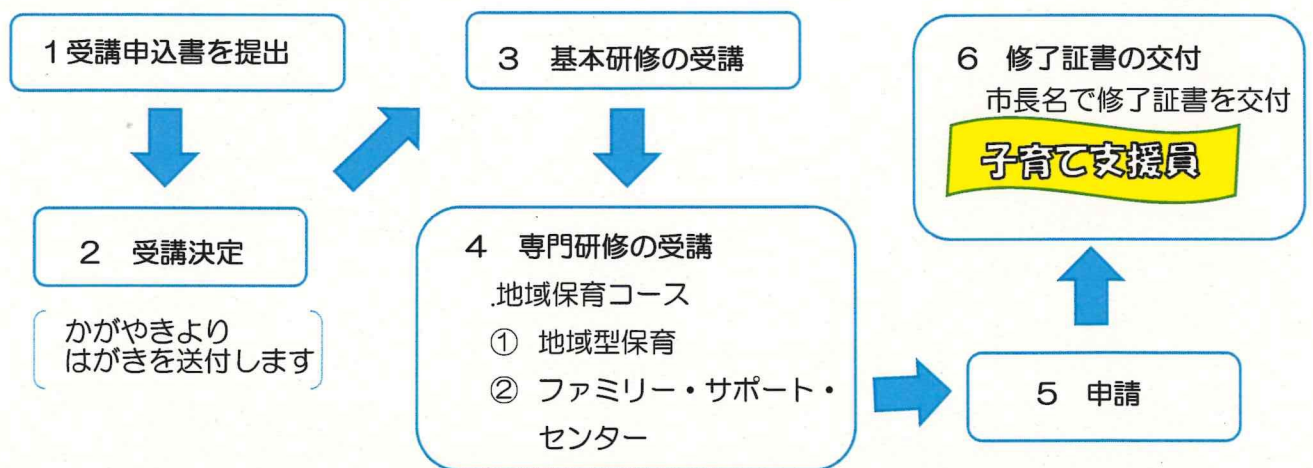 1受講申込書を提出
2 受講決定
かがやきより
はがきを送付します
3 基本研修の受講
4 専門研修の受講
.地域保育コース
① 地域型保育
② ファミリー・サポート・
センター
5 申請
6 修了証書の交付
市長名で修了証書を交付
子育て支援員